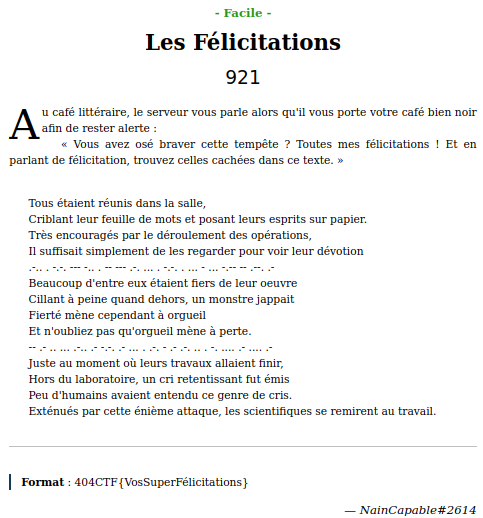 - Facile -
Les Félicitations
921
Au café littéraire, le serveur vous parle alors qu'il vous porte votre café bien noir
afin de rester alerte :
« Vous avez osé braver cette tempête ? Toutes mes félicitations ! Et en
parlant de félicitation, trouvez celles cachées dans ce texte. »
Tous étaient réunis dans la salle,
Criblant leur feuille de mots et posant leurs esprits sur papier.
Très encouragés par le déroulement des opérations,
Il suffisait simplement de les regarder pour voir leur dévotion
.-.. . -.-. --- -.. . -- --- .-. ... . -.-. . ... - ... -.-- -- .--. .-
Beaucoup d'entre eux étaient fiers de leur oeuvre
Cillant à peine quand dehors, un monstre jappait
Fierté mène cependant à orgueil
Et n'oubliez pas qu'orgueil mène à perte.
-- .- .. ... .-.. .- -.-. .- ... . .-. - .- .-. .. . -. .... .- .... .-
Juste au moment où leurs travaux allaient finir,
Hors du laboratoire, un cri retentissant fut émis
Peu d'humains avaient entendu ce genre de cris.
Exténués par cette énième attaque, les scientifiques se remirent au travail.
Format : 404CTF{VosSuperFélicitations}
— NainCapable#2614